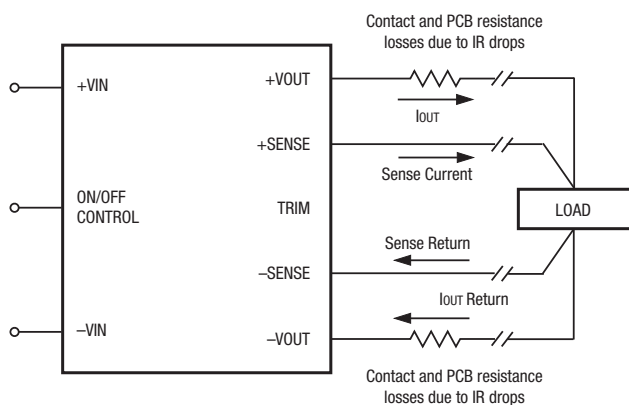 Contact and PCB resistance
losses due to IR drops
+VOUT
+VIN
IOUT
+SENSE
Sense Current
ON/OFF
CONTROL
TRIM
LOAD
Sense Return
–SENSE
IOUT Return
–VIN
–VOUT
Contact and PCB resistance
losses due to IR drops